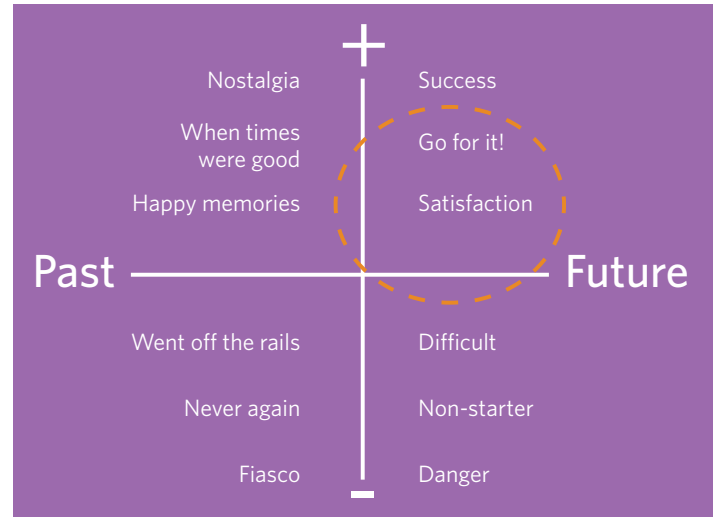 +
Nostalgia
Success
When times
were good
Go for it!
Happy memories
Satisfaction
Past
Future
Went off the rails
Difficult
Never again
Non-starter
Fiasco
Danger
-